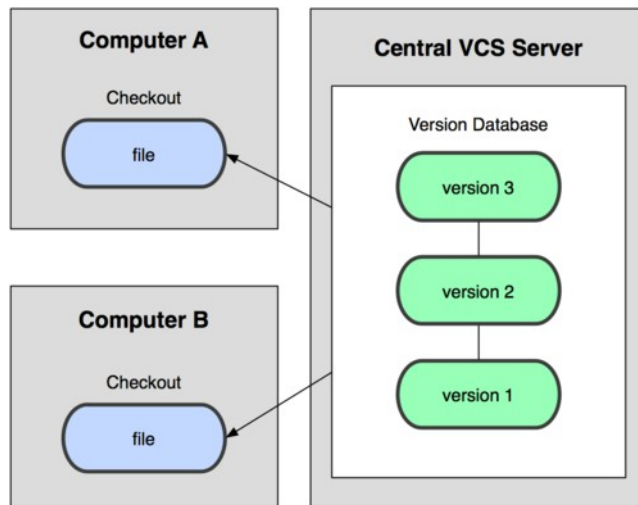 Computer A
Checkout
file
Computer B
Checkout
file
Central VCS Server
Version Database
version 3
version 2
version 1